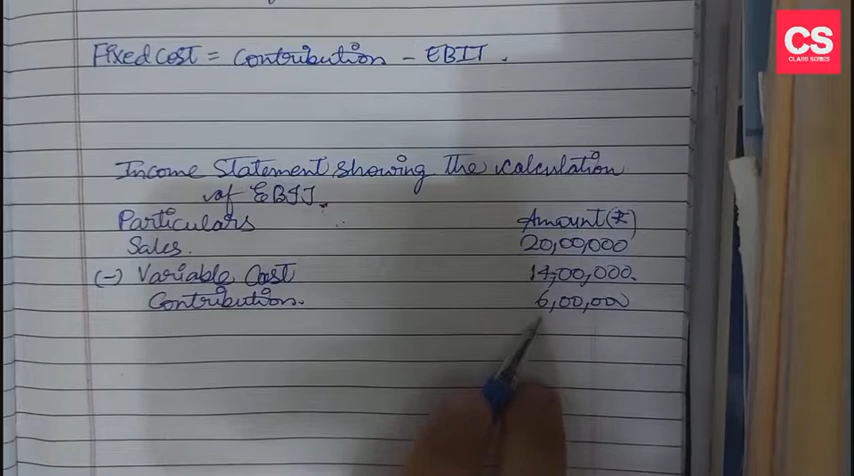 CS
CLASS SERIES
Fixed Cost = Contribution - EBIT.
Income Statement showing the calculation
of EBIT.
Particulars Amount (₹)
Sales. 20,00,000
(-) Variable Cost 14,00,000.
Contribution. 6,00,000